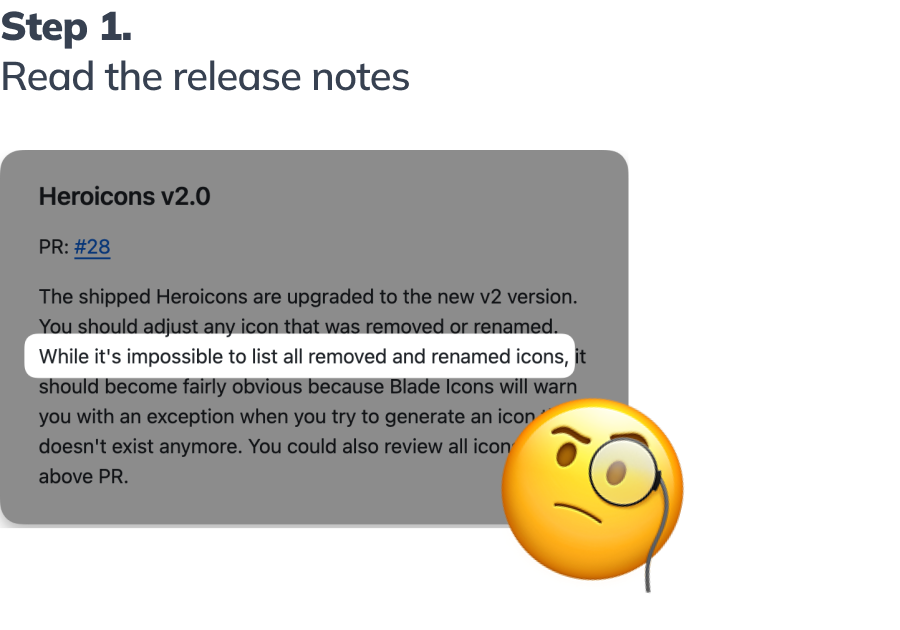 Step 1.
Read the release notes
Heroicons v2.0
PR: #28
The shipped Heroicons are upgraded to the new v2 version.
You should adjust any icon that was removed or renamed.
While it's impossible to list all removed and renamed icons, it
should become fairly obvious because Blade Icons will warn
you with an exception when you try to generate an icon
doesn't exist anymore. You could also review all icons
above PR.